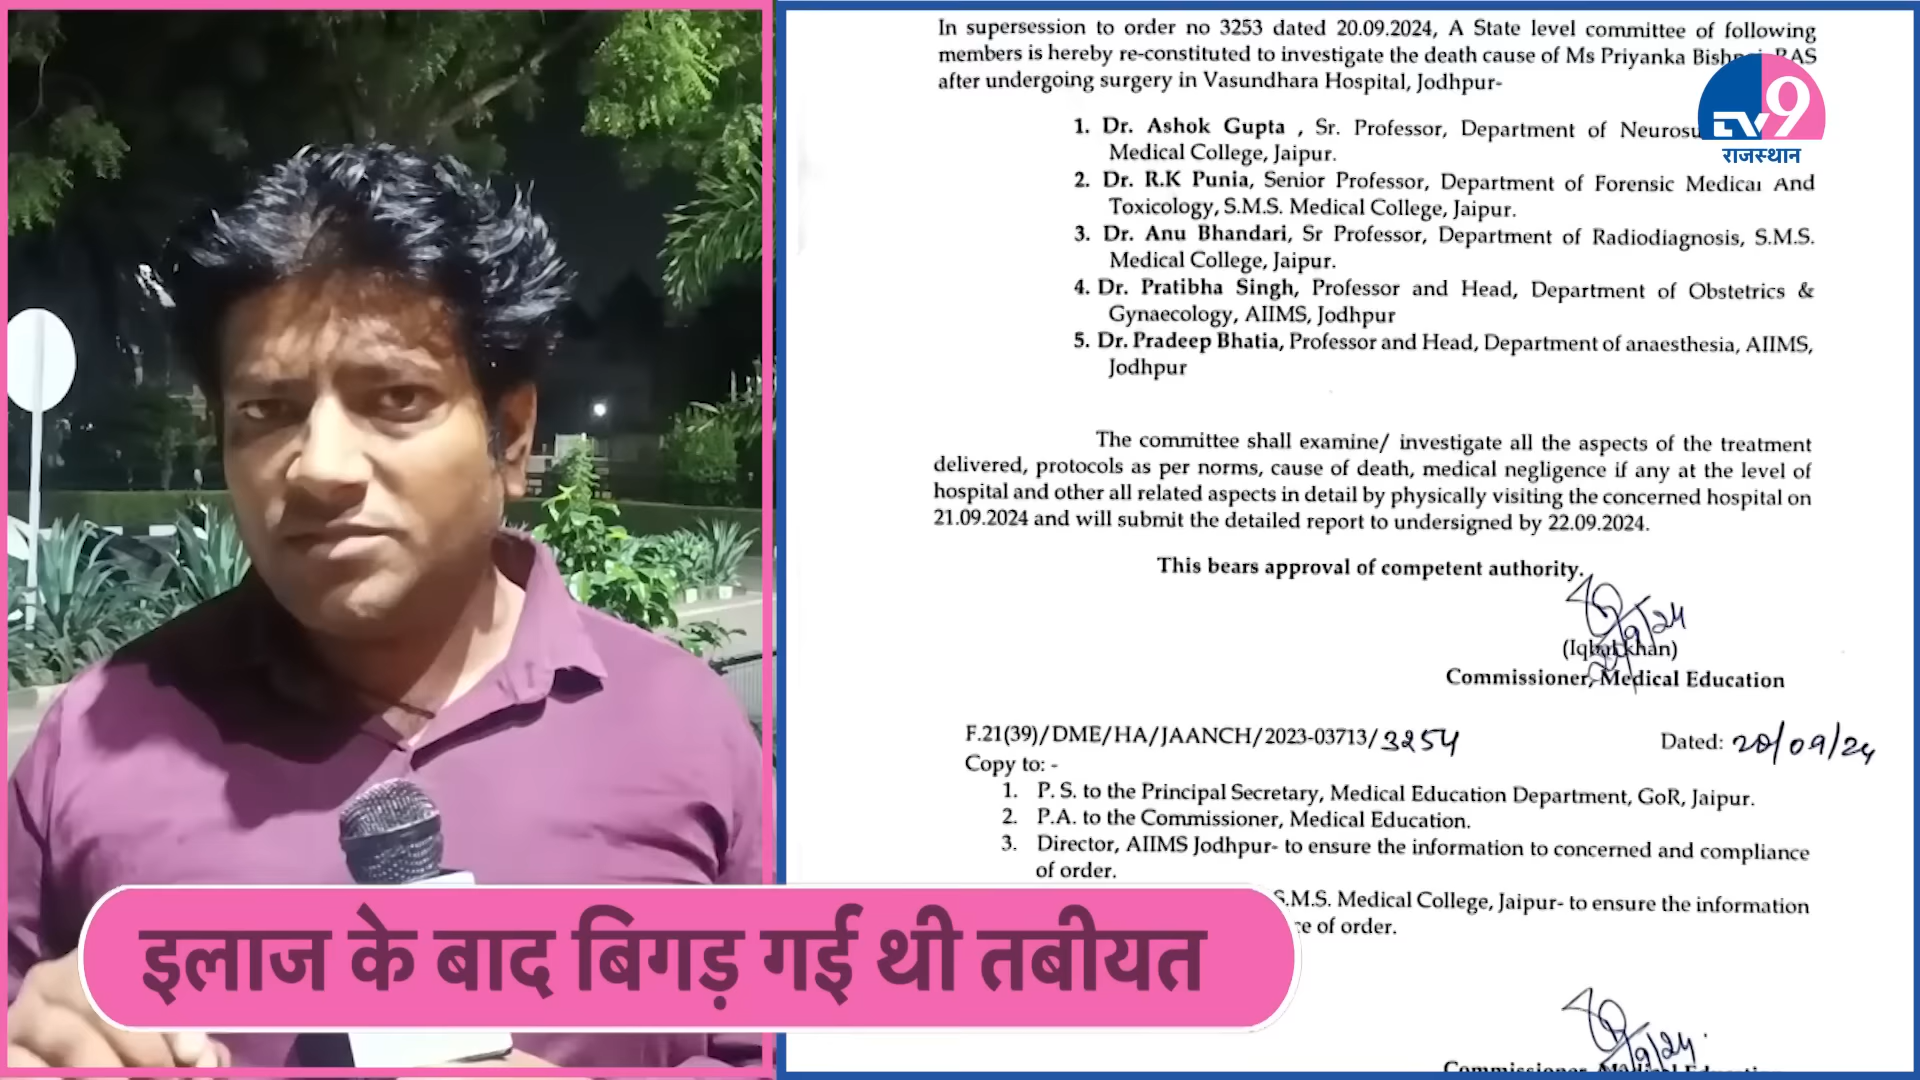 In supersession to order no 3253 dated 20.09.2024, A State level committee of following
members is hereby re-constituted to investigate the death cause of Ms Priyanka RAS
after undergoing surgery in Vasundhara Hospital, Jodhpur-
TV9
राजस्थान
1. Dr. Ashok Gupta , Sr. Professor, Department of
Medical College, Jaipur.
2. Dr. R.K Punia, Senior Professor, Department of Forensic Medical And
Toxicology, S.M.S. Medical College, Jaipur.
3. Dr. Anu Bhandari, Sr Professor, Department of Radiodiagnosis, S.M.S.
Medical College, Jaipur.
4. Dr. Pratibha Singh, Professor and Head, Department of Obstetrics &
Gynaecology, AIIMS, Jodhpur
5. Dr. Pradeep Bhatia, Professor and Head, Department of anaesthesia, AIIMS,
Jodhpur
The committee shall examine/ investigate all the aspects of the treatment
delivered, protocols as per norms, cause of death, medical negligence if any at the level of
hospital and other all related aspects in detail by physically visiting the concerned hospital on
21.09.2024 and will submit the detailed report to undersigned by 22.09.2024.
This bears approval of competent authority.
(Iqbal khan)
Commissioner, Medical Education
F.21(39)/DME/HA/JAANCH/2023-03713/3254
Dated: 20/09/24
Copy to: -
1. P. S. to the Principal Secretary, Medical Education Department, GoR, Jaipur.
2. P.A. to the Commissioner, Medical Education.
3. Director, AIIMS Jodhpur- to ensure the information to concerned and compliance
of order.
S.M.S. Medical College, Jaipur- to ensure the information
of order.
इलाज के बाद बिगड़ गई थी तबीयत
Commissioner, Medical Education